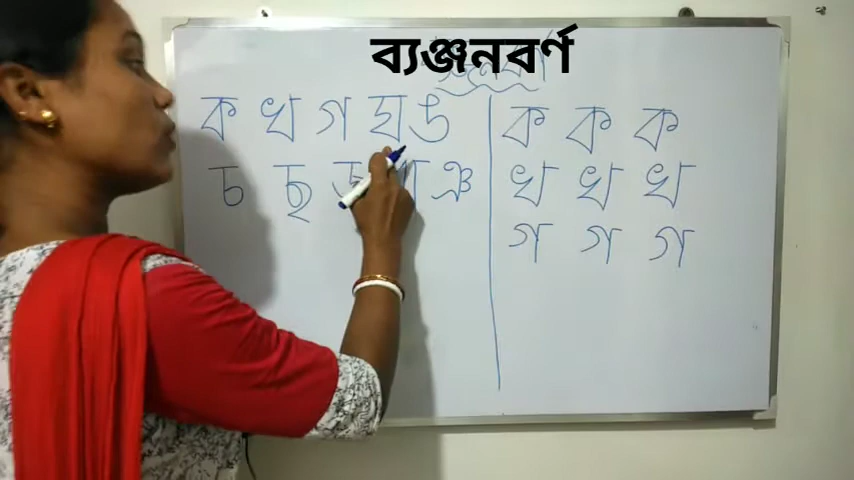 ব্যঞ্জনবর্ণ
ক খ গ ঘ ঙ
চ ছ ঞ
ক ক ক
খ খ খ
গ গ গ